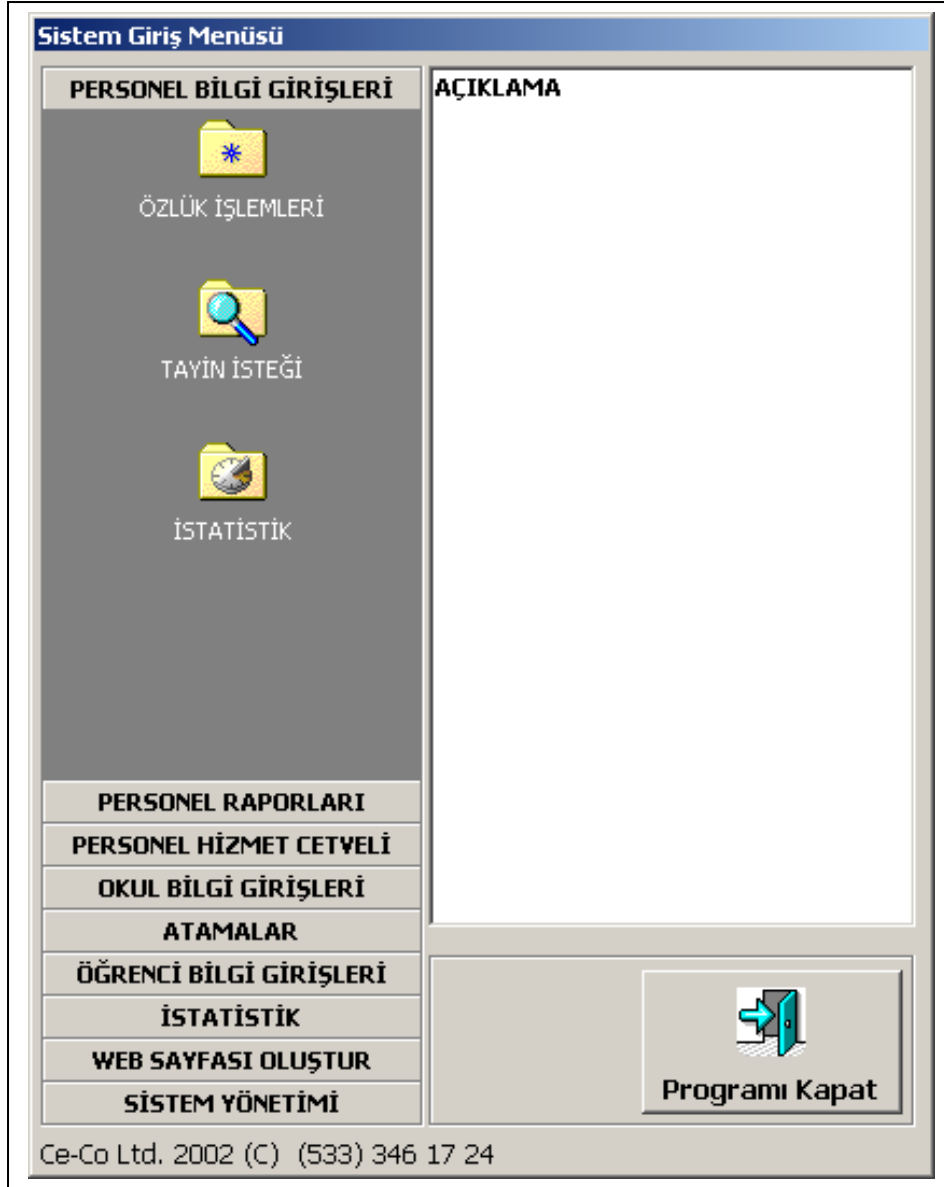 Sistem Giriş Menüsü
PERSONEL BİLGİ GİRİŞLERİ
ÖZLÜK İŞLEMLERİ
TAYİN İSTEĞİ
İSTATİSTİK
PERSONEL RAPORLARI
PERSONEL HİZMET CETVELİ
OKUL BİLGİ GİRİŞLERİ
ATAMALAR
ÖĞRENCİ BİLGİ GİRİŞLERİ
İSTATİSTİK
WEB SAYFASI OLUŞTUR
SİSTEM YÖNETİMİ
AÇIKLAMA
Programı Kapat
Ce-Co Ltd. 2002 (C) (533) 346 17 24